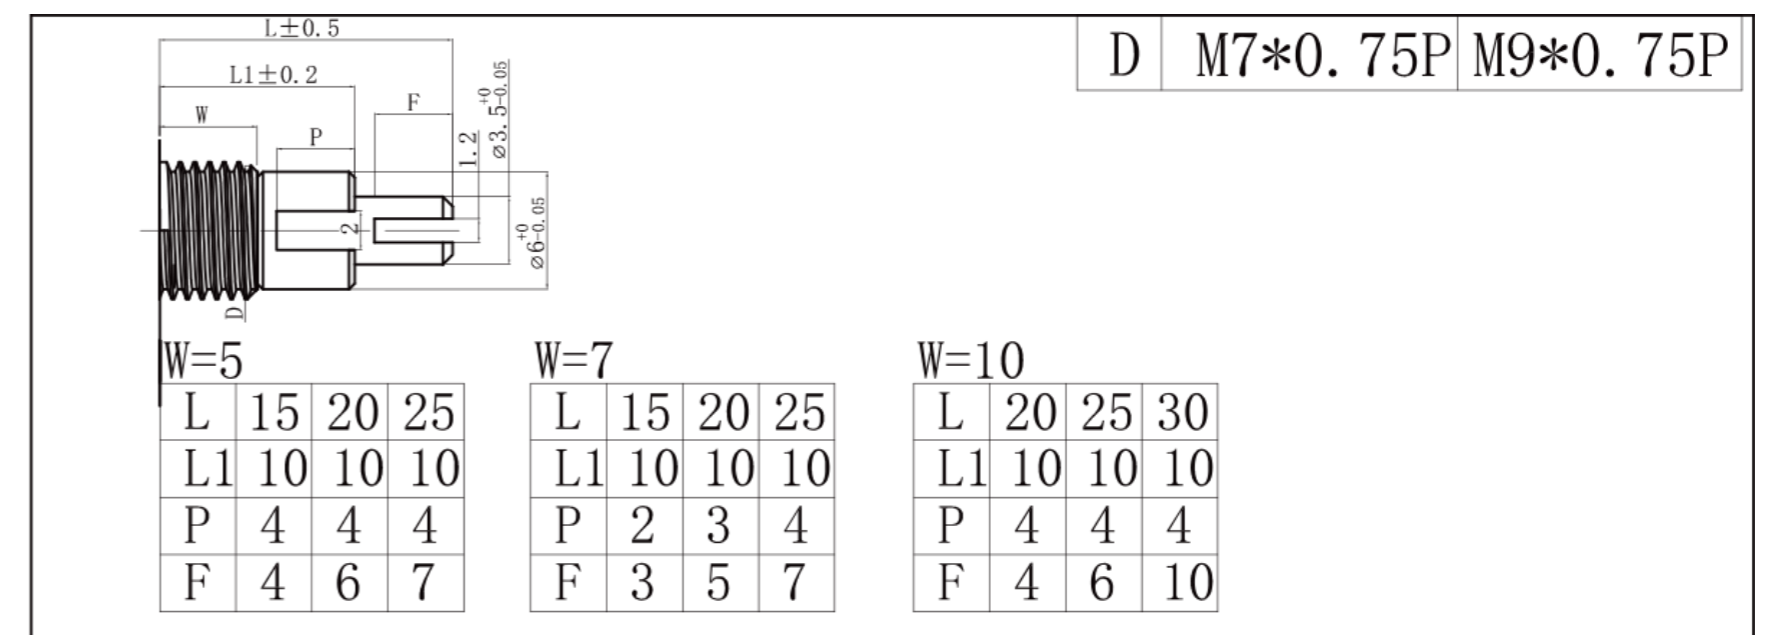 L±0.5
D M7*0.75P M9*0.75P
L1±0.2
W
F
P
1.2
⌀3.5+0-0.05
2
⌀6+0-0.05
D
W=5
L 15 20 25
L1 10 10 10
P 4 4 4
F 4 6 7
W=7
L 15 20 25
L1 10 10 10
P 2 3 4
F 3 5 7
W=10
L 20 25 30
L1 10 10 10
P 4 4 4
F 4 6 10